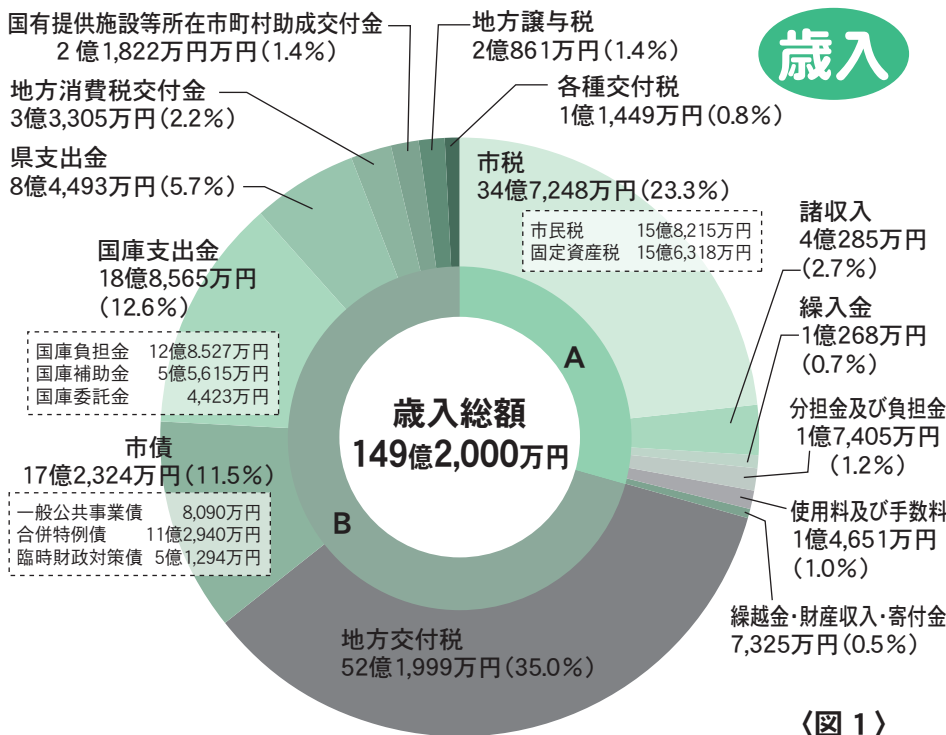 歳入
国有提供施設等所在市町村助成交付金
2 億1,822万円万円(1.4%)
地方譲与税
2億861万円(1.4%)
地方消費税交付金
3億3,305万円(2.2%)
各種交付税
1億1,449万円(0.8%)
県支出金
8億4,493万円(5.7%)
市税
34億7,248万円(23.3%)
市民税 15億8,215万円
固定資産税 15億6,318万円
諸収入
4億285万円
(2.7%)
国庫支出金
18億8,565万円
(12.6%)
国庫負担金 12億8.527万円
国庫補助金 5億5,615万円
国庫委託金 4,423万円
繰入金
1億268万円
(0.7%)
A
歳入総額
149億2,000万円
分担金及び負担金
1億7,405万円
(1.2%)
市債
17億2,324万円(11.5%)
一般公共事業債 8,090万円
合併特例債 11億2,940万円
臨時財政対策債 5億1,294万円
B
使用料及び手数料
1億4,651万円
(1.0%)
繰越金・財産収入・寄付金
7,325万円(0.5%)
地方交付税
52億1,999万円(35.0%)
〈図 1 〉